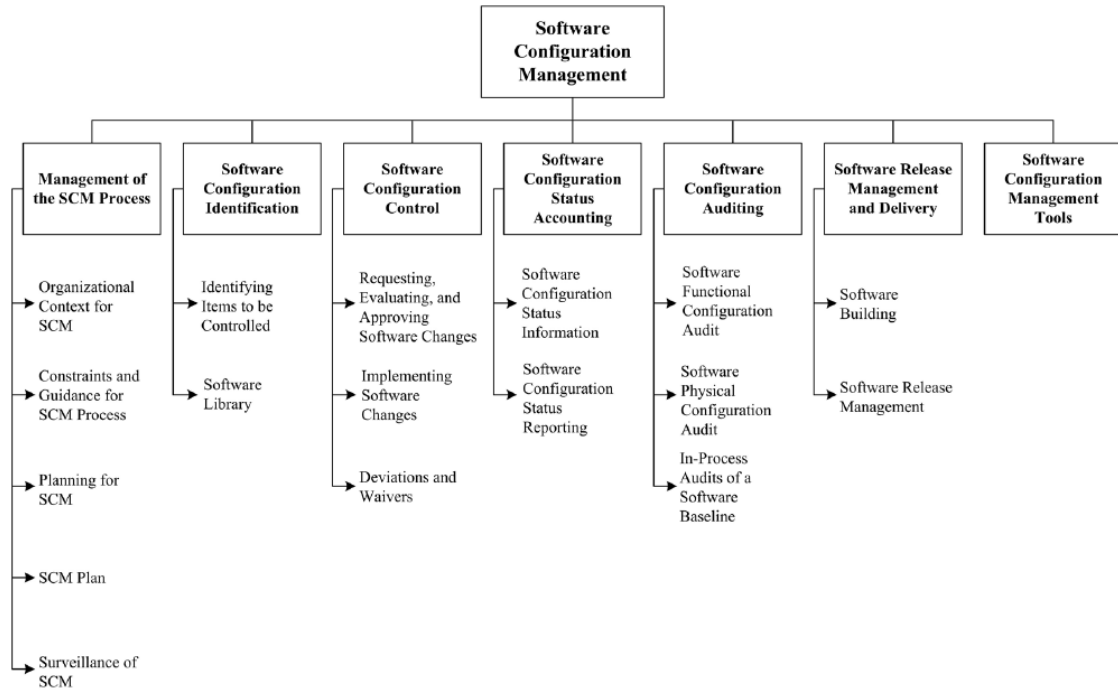 Software
Configuration
Management
Management of
the SCM Process
Software
Configuration
Identification
Software
Configuration
Control
Software
Configuration
Status
Accounting
Software
Configuration
Auditing
Software Release
Management
and Delivery
Software
Configuration
Management
Tools
Organizational
Context for
SCM
Constraints and
Guidance for
SCM Process
Planning for
SCM
SCM Plan
Surveillance of
SCM
Identifying
Items to be
Controlled
Software
Library
Requesting,
Evaluating, and
Approving
Software Changes
Implementing
Software
Changes
Deviations and
Waivers
Software
Configuration
Status
Information
Software
Configuration
Status
Reporting
Software
Functional
Configuration
Audit
Software
Physical
Configuration
Audit
In-Process
Audits of a
Software
Baseline
Software
Building
Software Release
Management